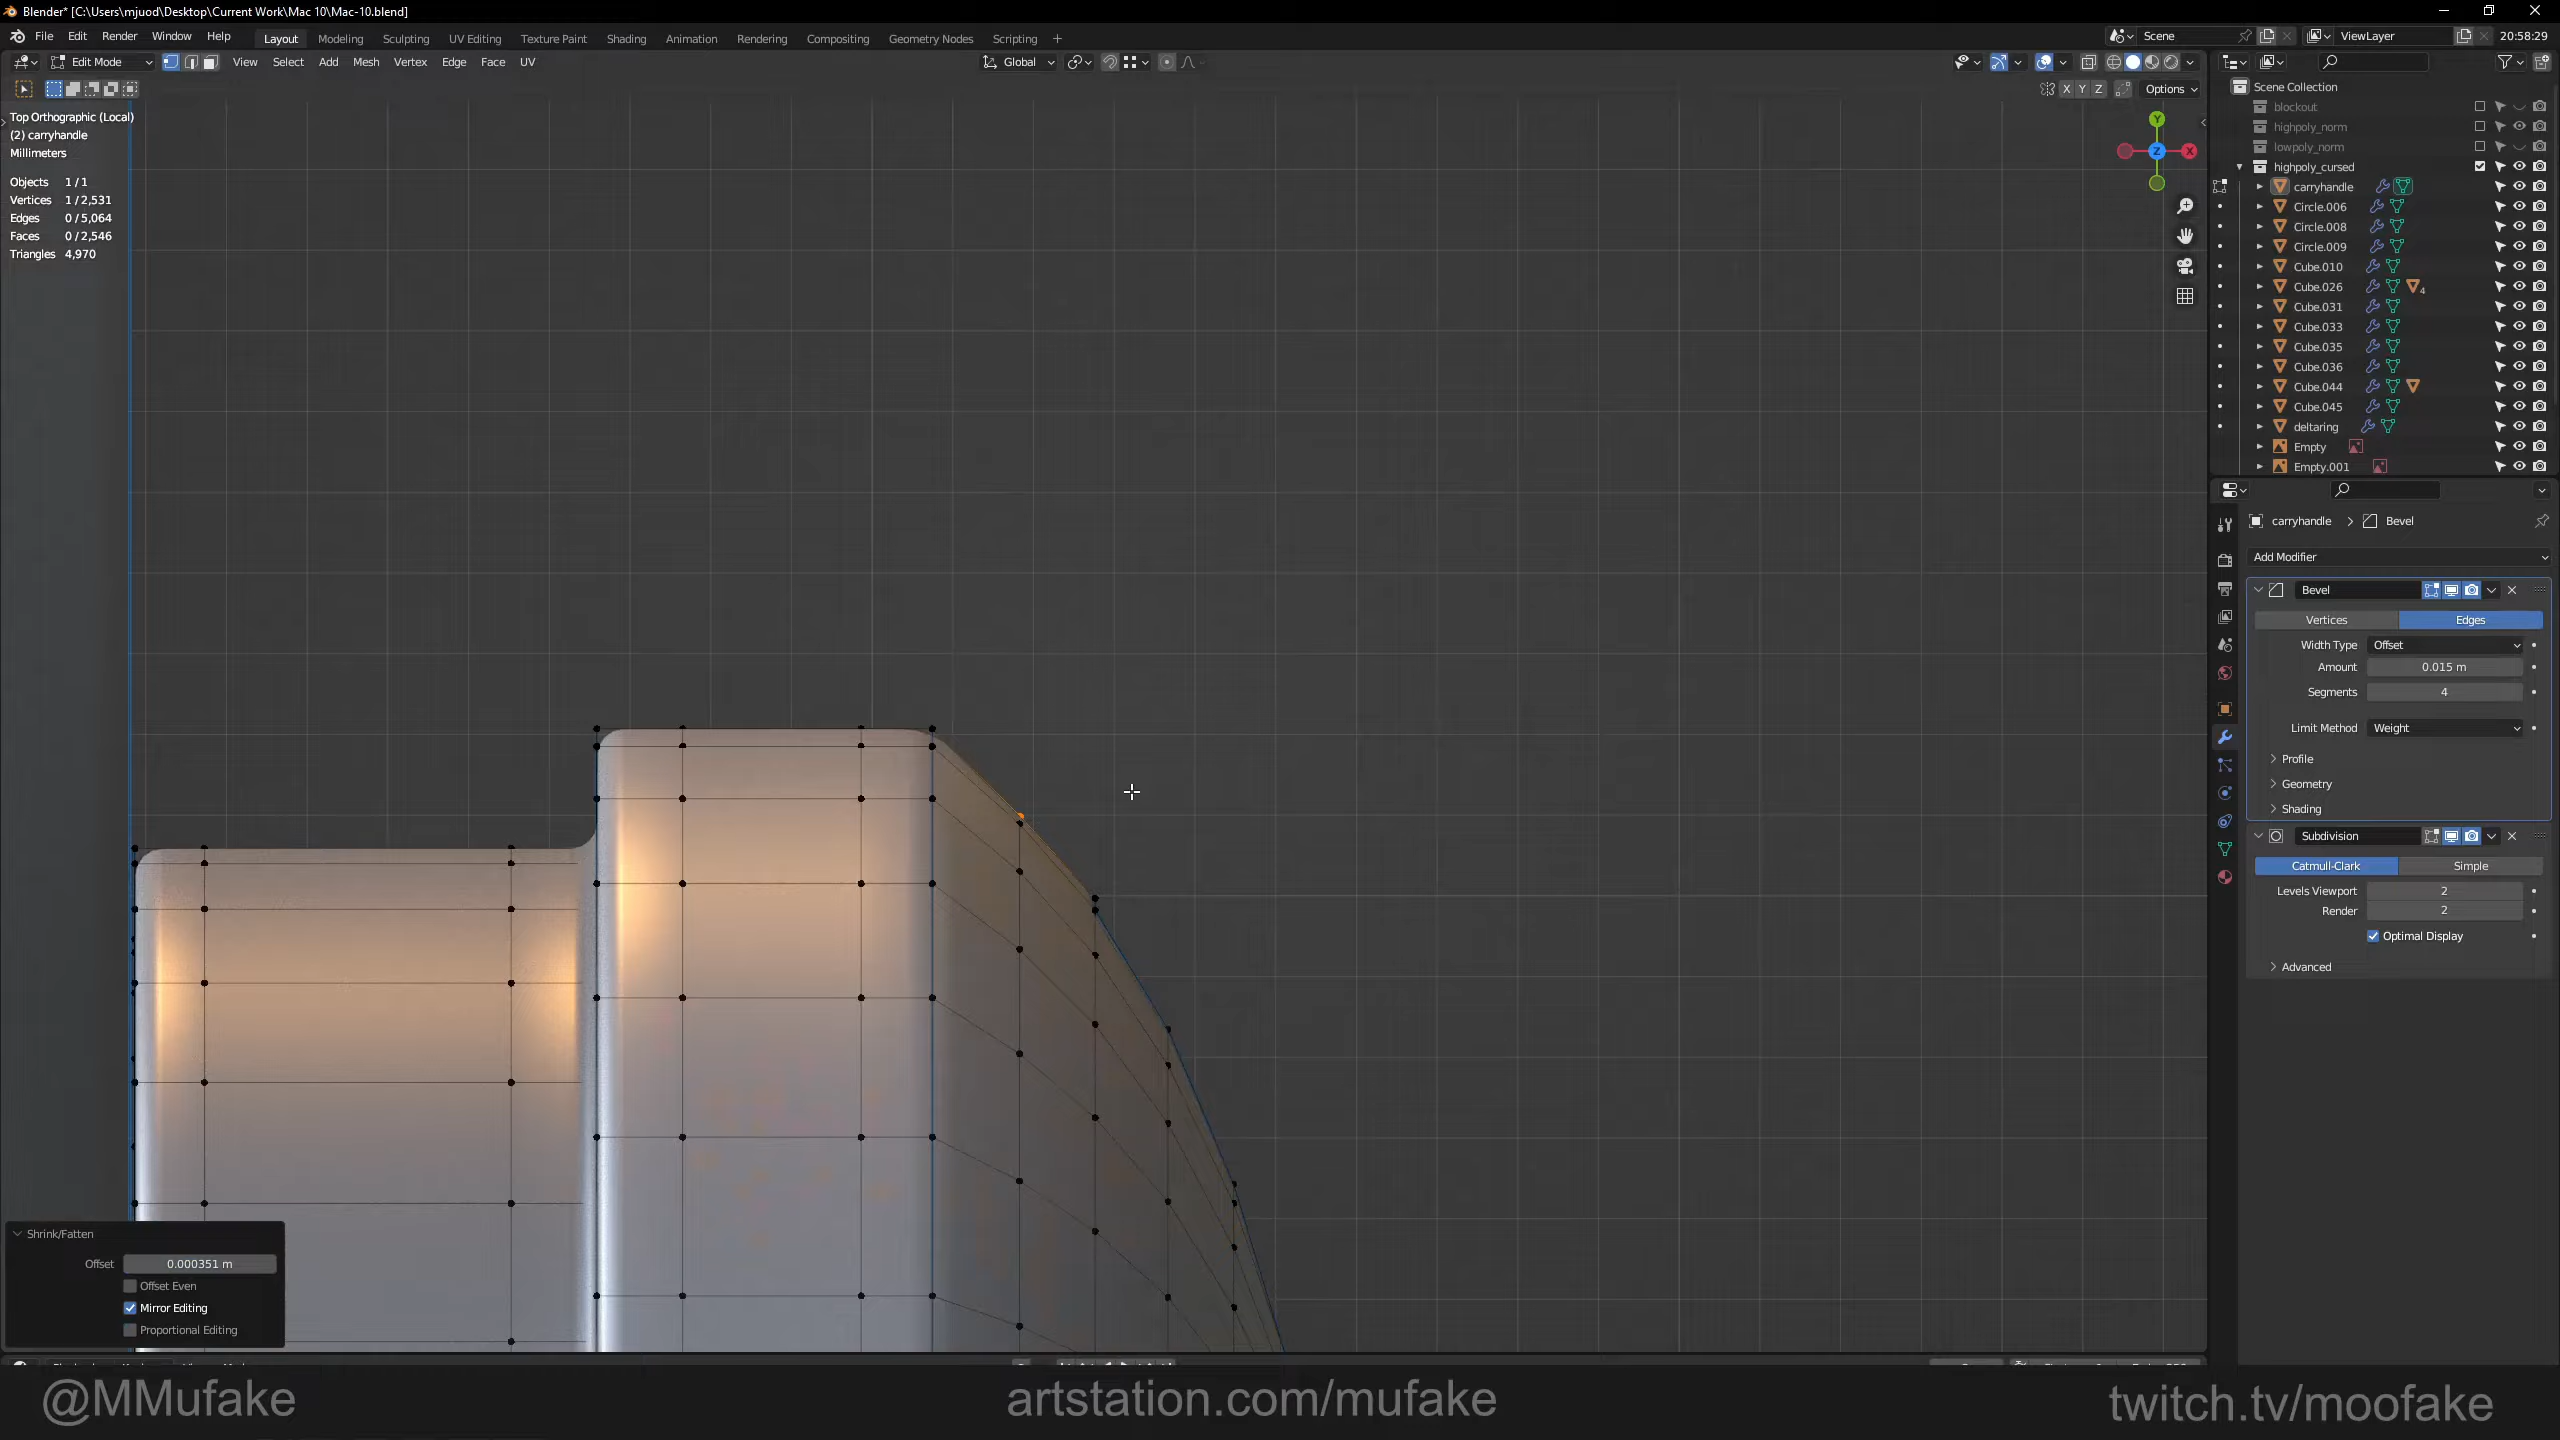 Blender* [C:\Users\mjuod\Desktop\Current Work\Mac 10\Mac-10.blend]
File Edit Render Window Help Layout Modeling Sculpting UV Editing Texture Paint Shading Animation Rendering Compositing Geometry Nodes Scripting + Scene ViewLayer 20:58:29
Edit Mode View Select Add Mesh Vertex Edge Face UV Global
X Y Z Options
Top Orthographic (Local)
(2) carryhandle
Millimeters
Objects 1 / 1
Vertices 1 / 2,531
Edges 0 / 5,064
Faces 0 / 2,546
Triangles 4,970
Y
Z X
Scene Collection
blockout
highpoly_norm
lowpoly_norm
highpoly_cursed
carryhandle
Circle.006
Circle.008
Circle.009
Cube.010
Cube.026 4
Cube.031
Cube.033
Cube.035
Cube.036
Cube.044
Cube.045
deltaring
Empty
Empty.001
carryhandle > Bevel
Add Modifier
Bevel
Vertices Edges
Width Type Offset
Amount 0.015 m
Segments 4
Limit Method Weight
Profile
Geometry
Shading
Subdivision
Catmull-Clark Simple
Levels Viewport 2
Render 2
Optimal Display
Advanced
Shrink/Fatten
Offset 0.000351 m
Offset Even
Mirror Editing
Proportional Editing
@MMufake artstation.com/mufake twitch.tv/moofake